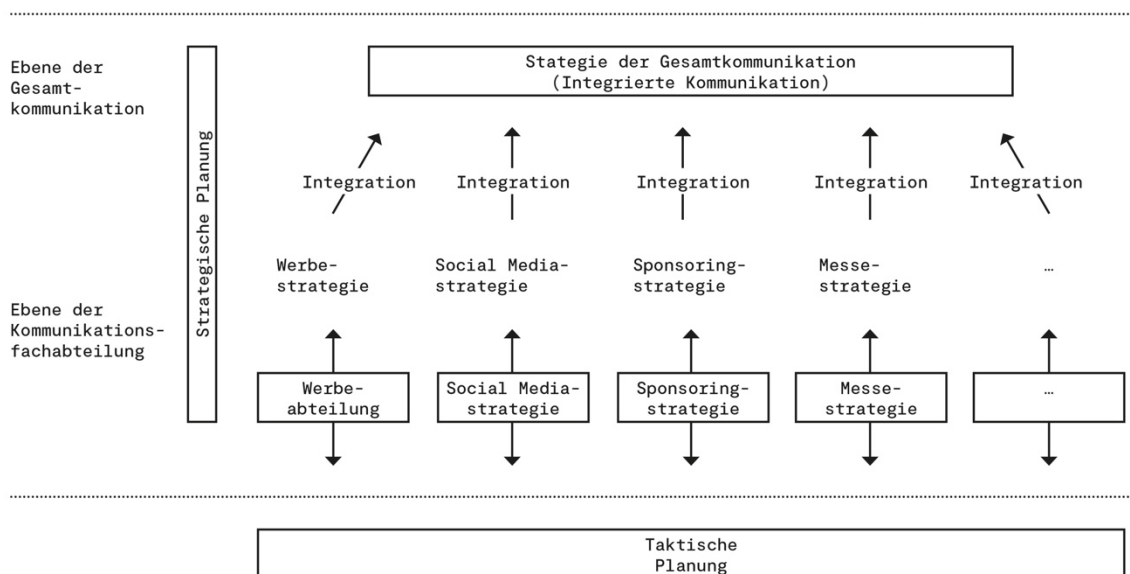 Ebene der
Gesamt-
kommunikation
Strategische Planung
Stategie der Gesamtkommunikation
(Integrierte Kommunikation)
Integration
Integration
Integration
Integration
Integration
Werbe-
strategie
Social Media-
strategie
Sponsoring-
strategie
Messe-
strategie
…
Ebene der
Kommunikations-
fachabteilung
Werbe-
abteilung
Social Media-
strategie
Sponsoring-
strategie
Messe-
strategie
…
Taktische
Planung